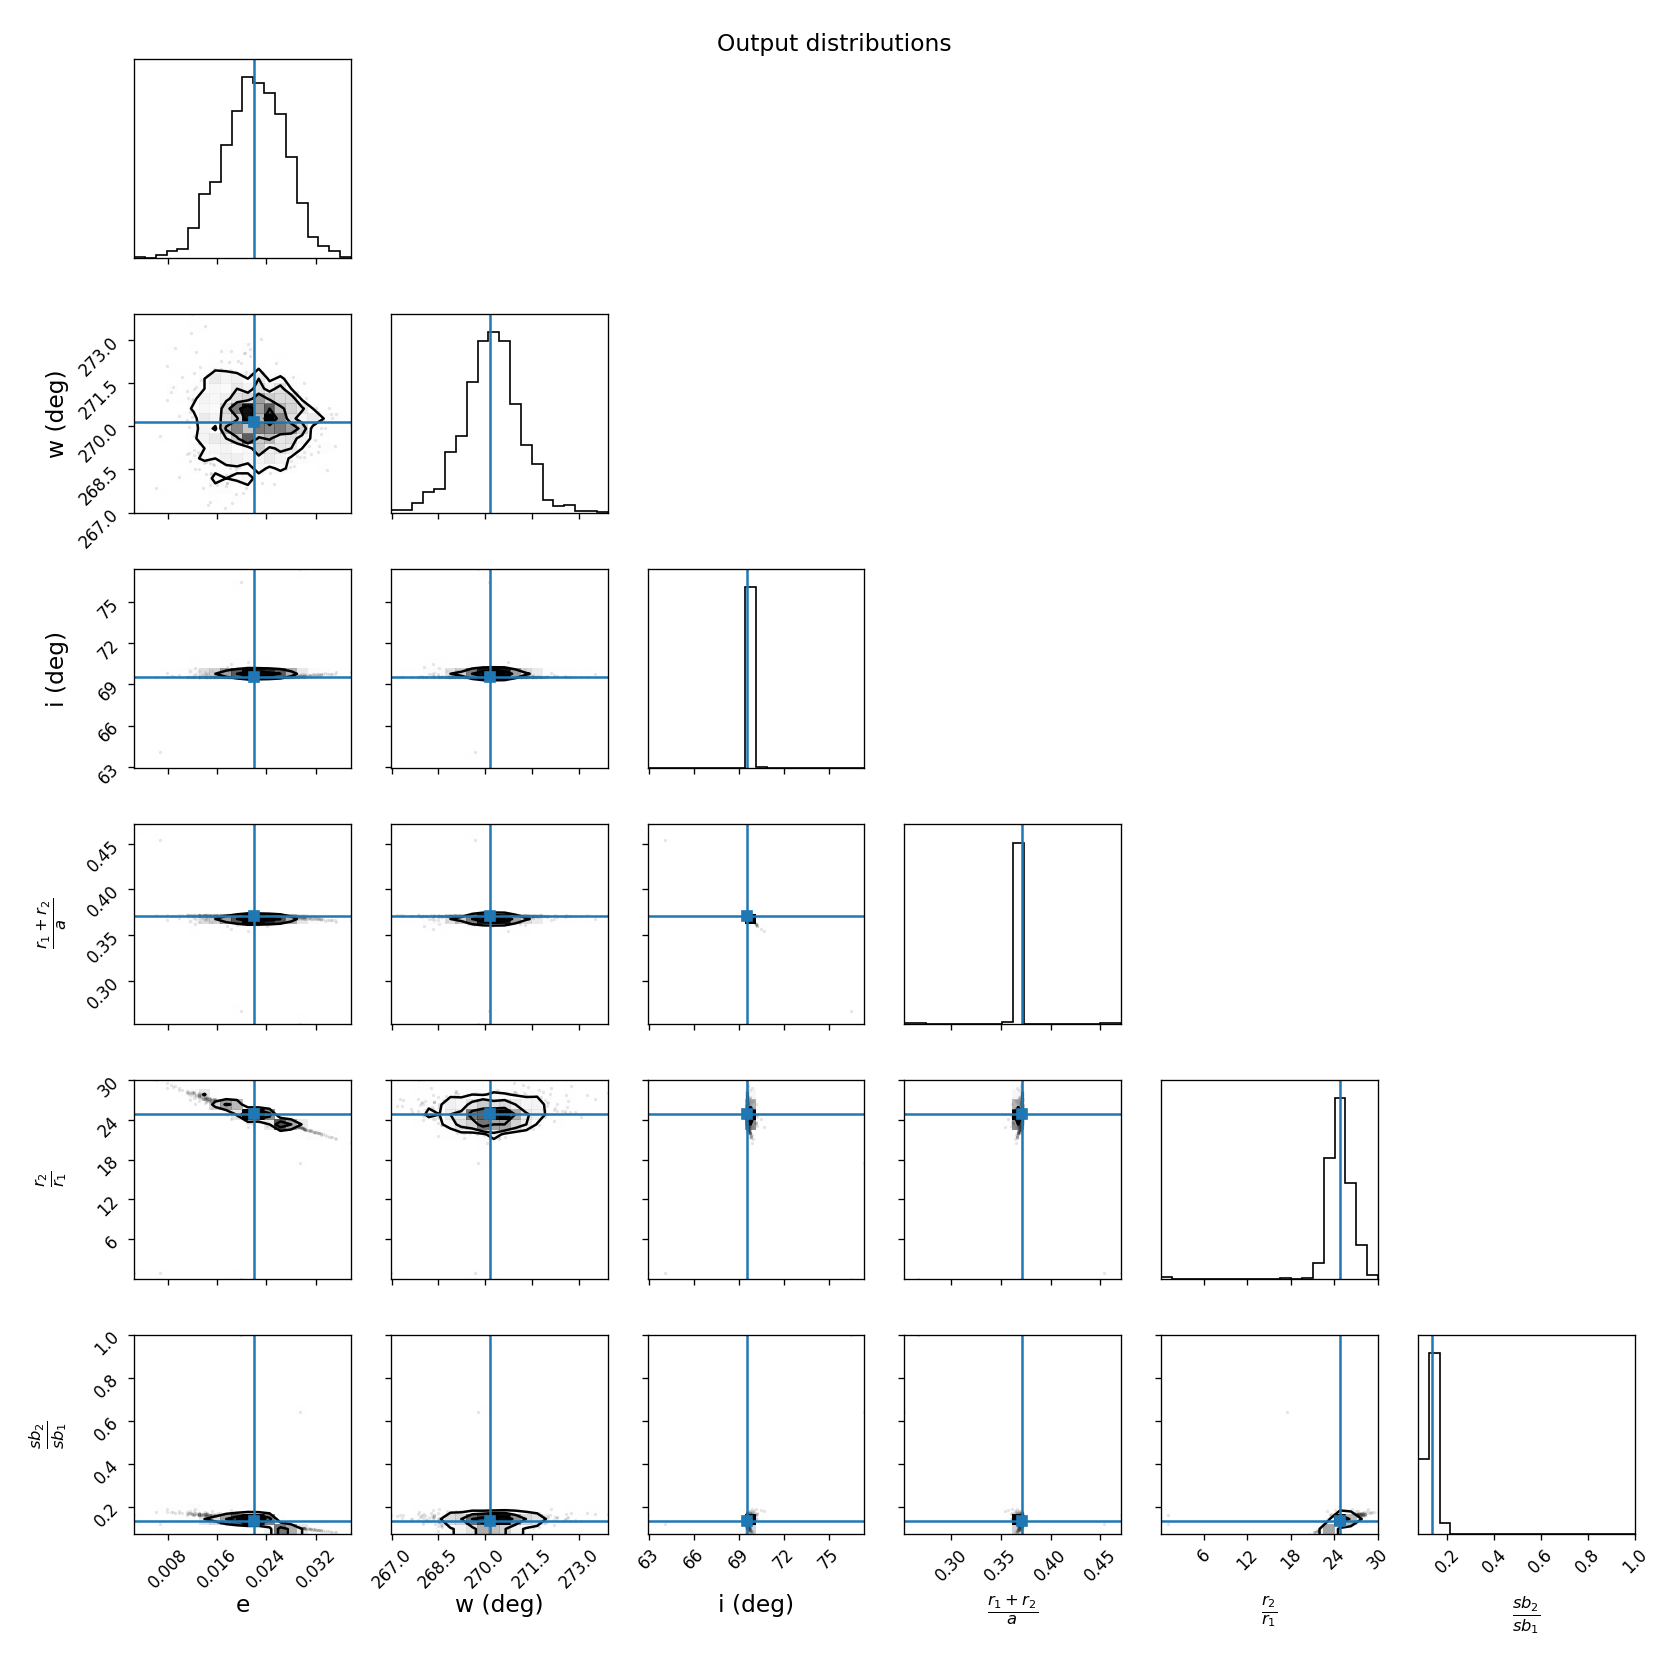 Output distributions
w (deg)
273.0
271.5
270.0
268.5
267.0
i (deg)
75
72
69
66
63
r₁ + r₂
a
0.45
0.40
0.35
0.30
r₂
r₁
30
24
18
12
6
sb₂
sb₁
1.0
0.8
0.6
0.4
0.2
0.008 0.016 0.024 0.032 267.0 268.5 270.0 271.5 273.0 63 66 69 72 75 0.30 0.35 0.40 0.45 6 12 18 24 30 0.2 0.4 0.6 0.8 1.0
e w (deg) i (deg)
r₁ + r₂ r₂ sb₂
a r₁ sb₁